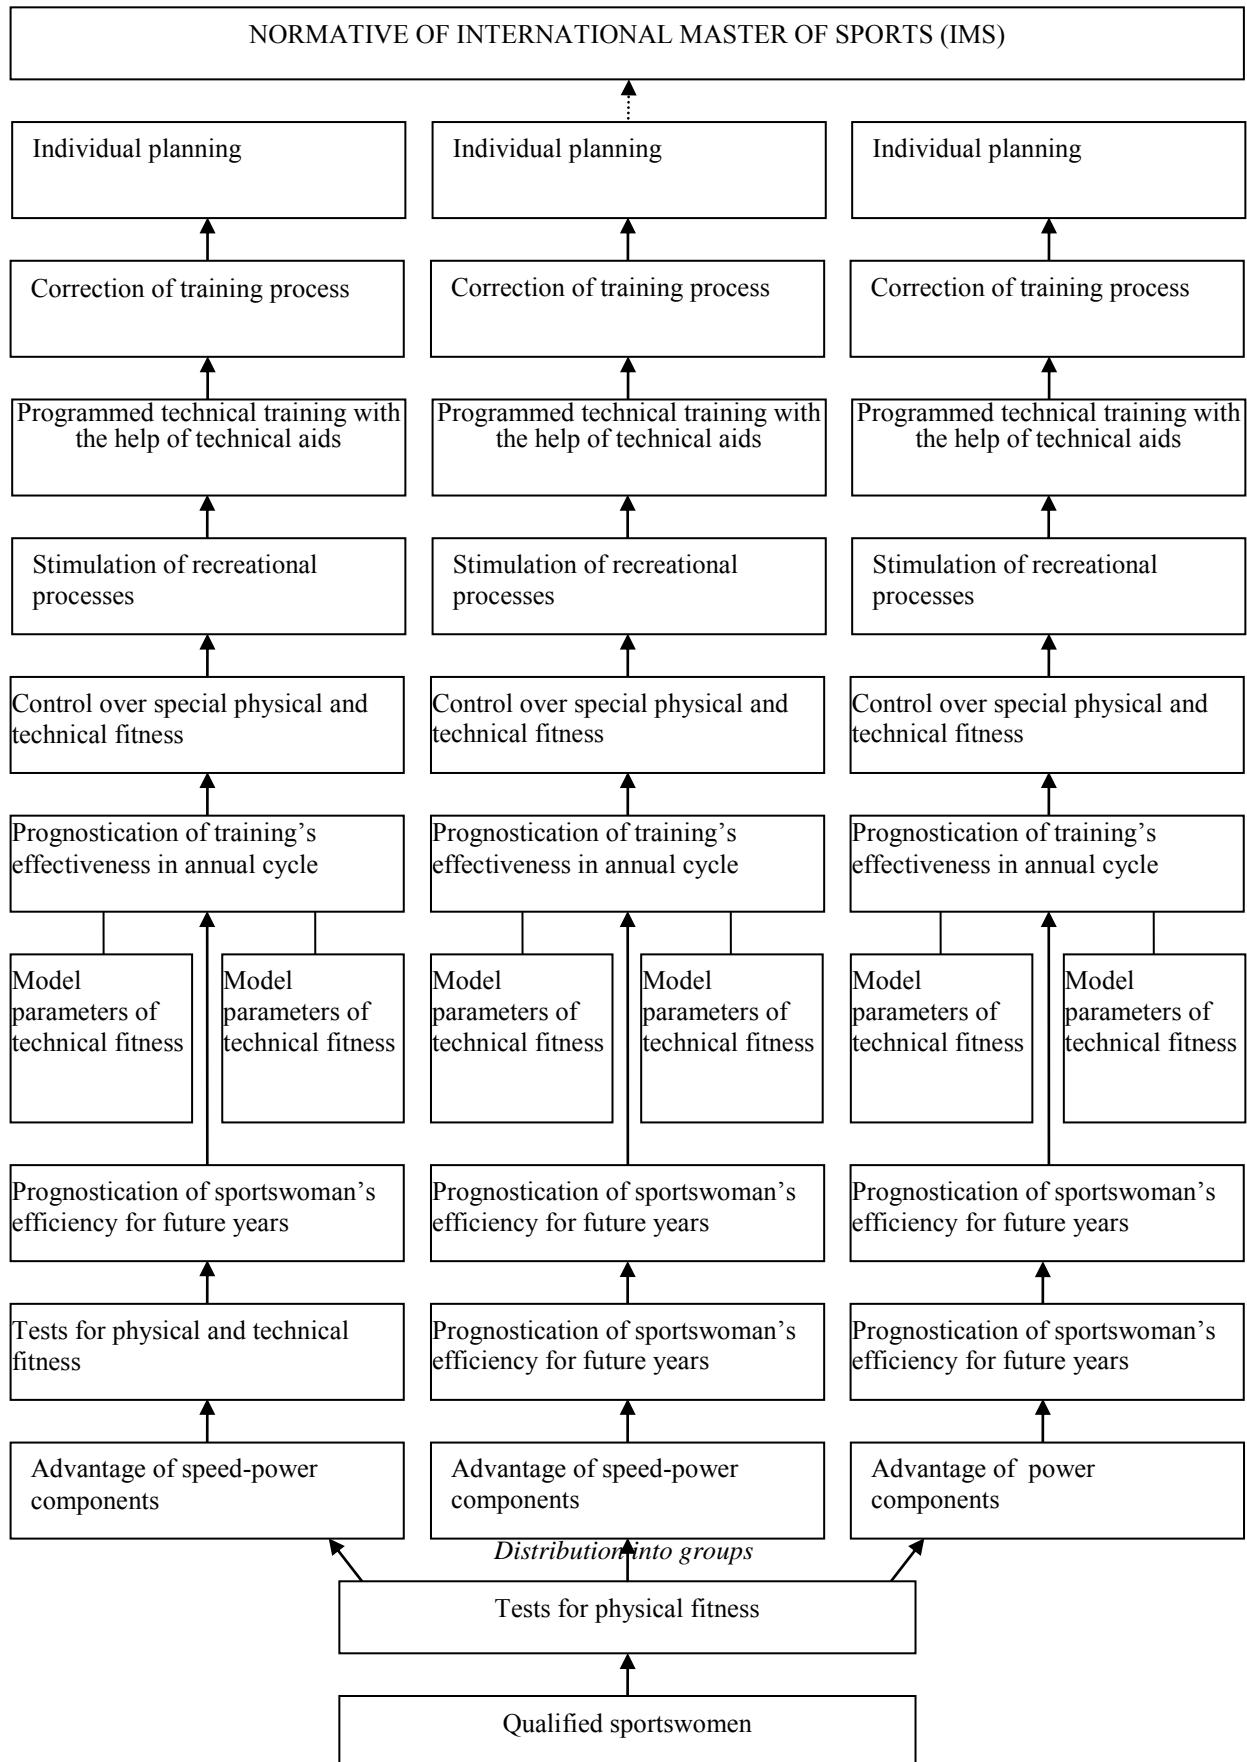 NORMATIVE OF INTERNATIONAL MASTER OF SPORTS (IMS)
Individual planning
Individual planning
Individual planning
Correction of training process
Correction of training process
Correction of training process
Programmed technical training with
the help of technical aids
Programmed technical training with
the help of technical aids
Programmed technical training with
the help of technical aids
Stimulation of recreational
processes
Stimulation of recreational
processes
Stimulation of recreational
processes
Control over special physical and
technical fitness
Control over special physical and
technical fitness
Control over special physical and
technical fitness
Prognostication of training’s
effectiveness in annual cycle
Prognostication of training’s
effectiveness in annual cycle
Prognostication of training’s
effectiveness in annual cycle
Model
parameters of
technical fitness
Model
parameters of
technical fitness
Model
parameters of
technical fitness
Model
parameters of
technical fitness
Model
parameters of
technical fitness
Model
parameters of
technical fitness
Prognostication of sportswoman’s
efficiency for future years
Prognostication of sportswoman’s
efficiency for future years
Prognostication of sportswoman’s
efficiency for future years
Tests for physical and technical
fitness
Prognostication of sportswoman’s
efficiency for future years
Prognostication of sportswoman’s
efficiency for future years
Advantage of speed-power
components
Advantage of speed-power
components
Advantage of power
components
Distribution into groups
Tests for physical fitness
Qualified sportswomen